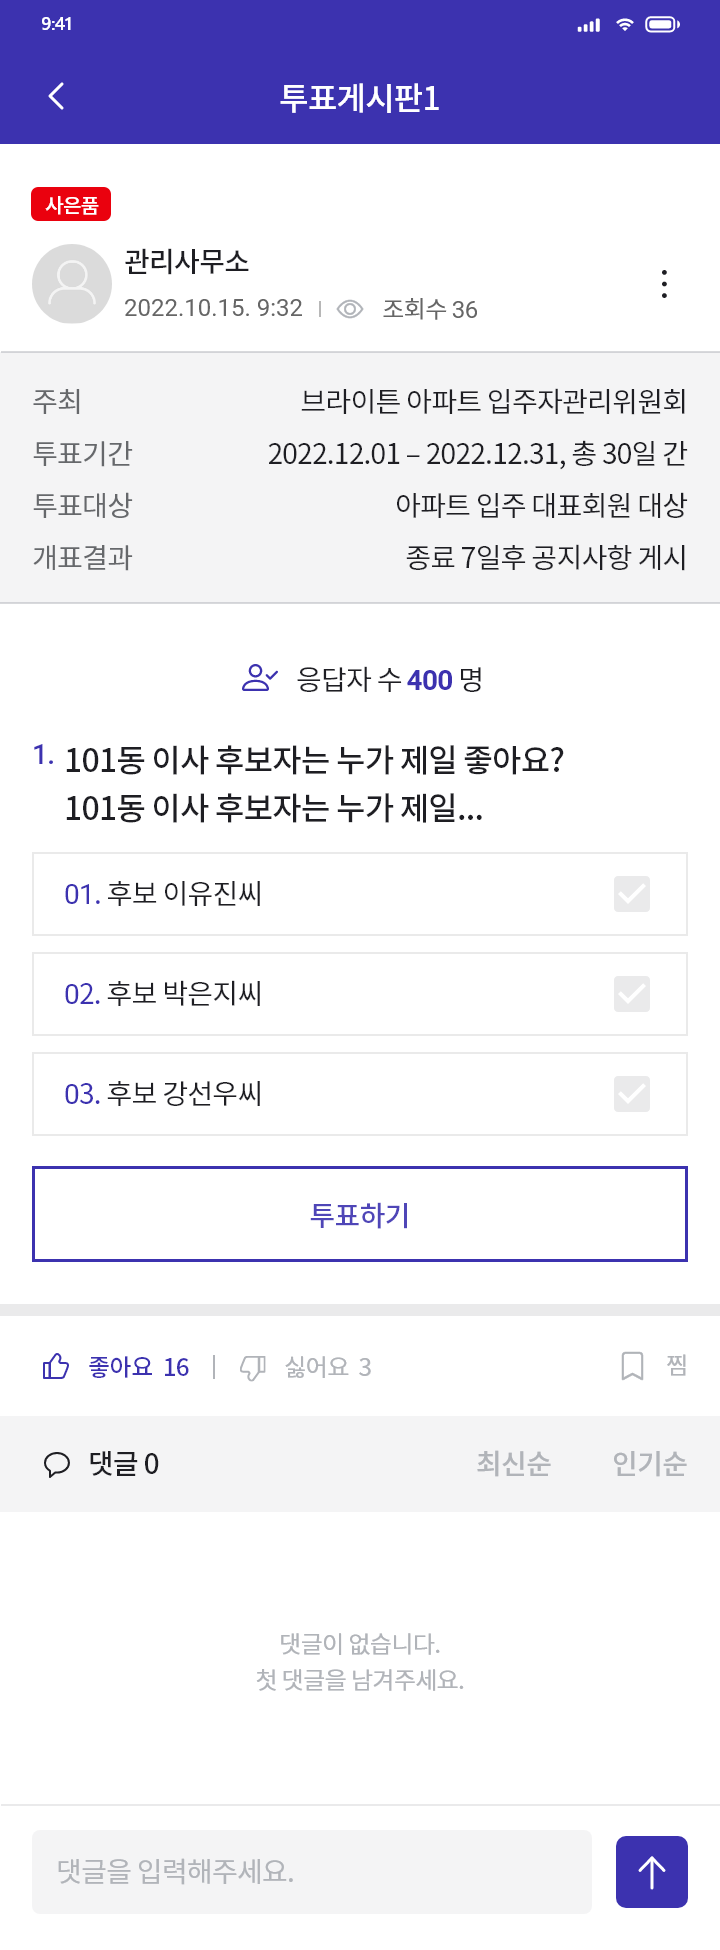 9:41
투표게시판1
사은품
관리사무소
2022.10.15. 9:32 조회수 36
주최 브라이튼 아파트 입주자관리위원회
투표기간 2022.12.01 – 2022.12.31, 총 30일 간
투표대상 아파트 입주 대표회원 대상
개표결과 종료 7일후 공지사항 게시
응답자 수 400 명
1. 101동 이사 후보자는 누가 제일 좋아요?
101동 이사 후보자는 누가 제일...
01. 후보 이유진씨
02. 후보 박은지씨
03. 후보 강선우씨
투표하기
좋아요 16 싫어요 3 찜
댓글 0 최신순 인기순
댓글이 없습니다.
첫 댓글을 남겨주세요.
댓글을 입력해주세요.